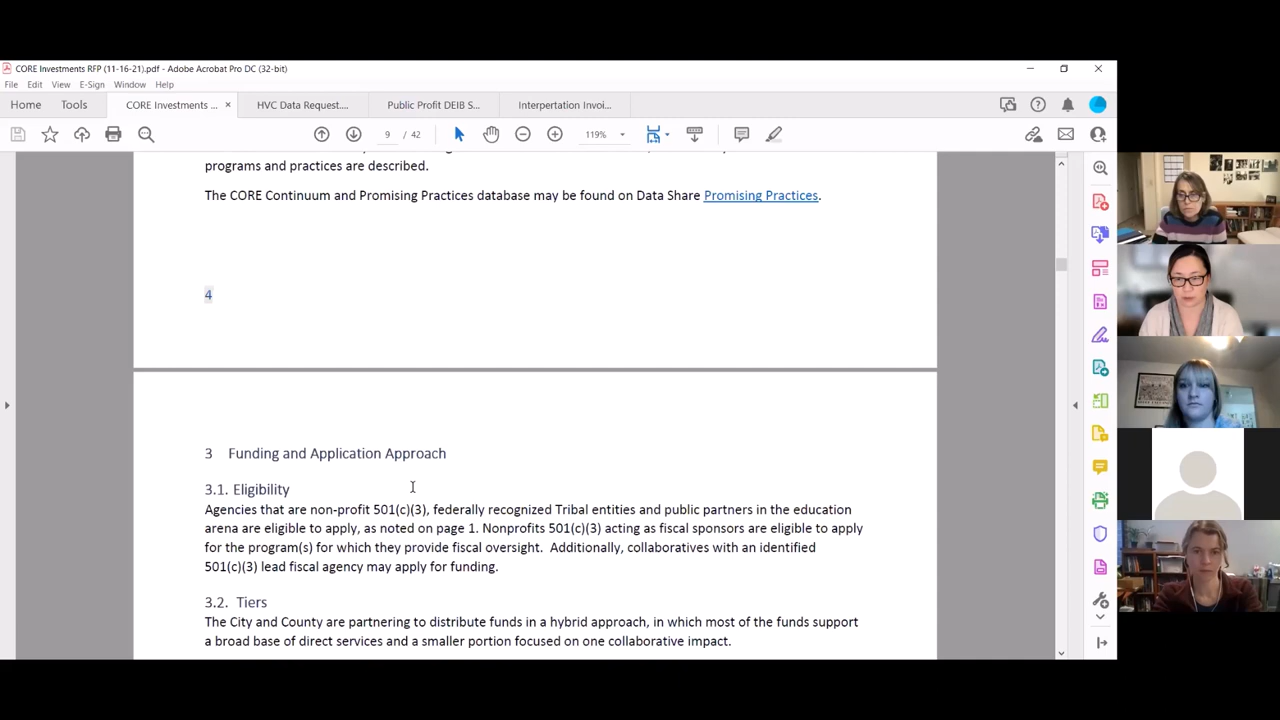 CORE Investments RFP (11-16-21).pdf - Adobe Acrobat Pro DC (32-bit)
File Edit View E-Sign Window Help
Home Tools CORE Investments ... × HVC Data Request.... Public Profit DEIB S... Interpertation Invoi...
9 / 42 119%
programs and practices are described.
The CORE Continuum and Promising Practices database may be found on Data Share Promising Practices.
4
3 Funding and Application Approach
3.1. Eligibility
Agencies that are non-profit 501(c)(3), federally recognized Tribal entities and public partners in the education
arena are eligible to apply, as noted on page 1. Nonprofits 501(c)(3) acting as fiscal sponsors are eligible to apply
for the program(s) for which they provide fiscal oversight. Additionally, collaboratives with an identified
501(c)(3) lead fiscal agency may apply for funding.
3.2. Tiers
The City and County are partnering to distribute funds in a hybrid approach, in which most of the funds support
a broad base of direct services and a smaller portion focused on one collaborative impact.